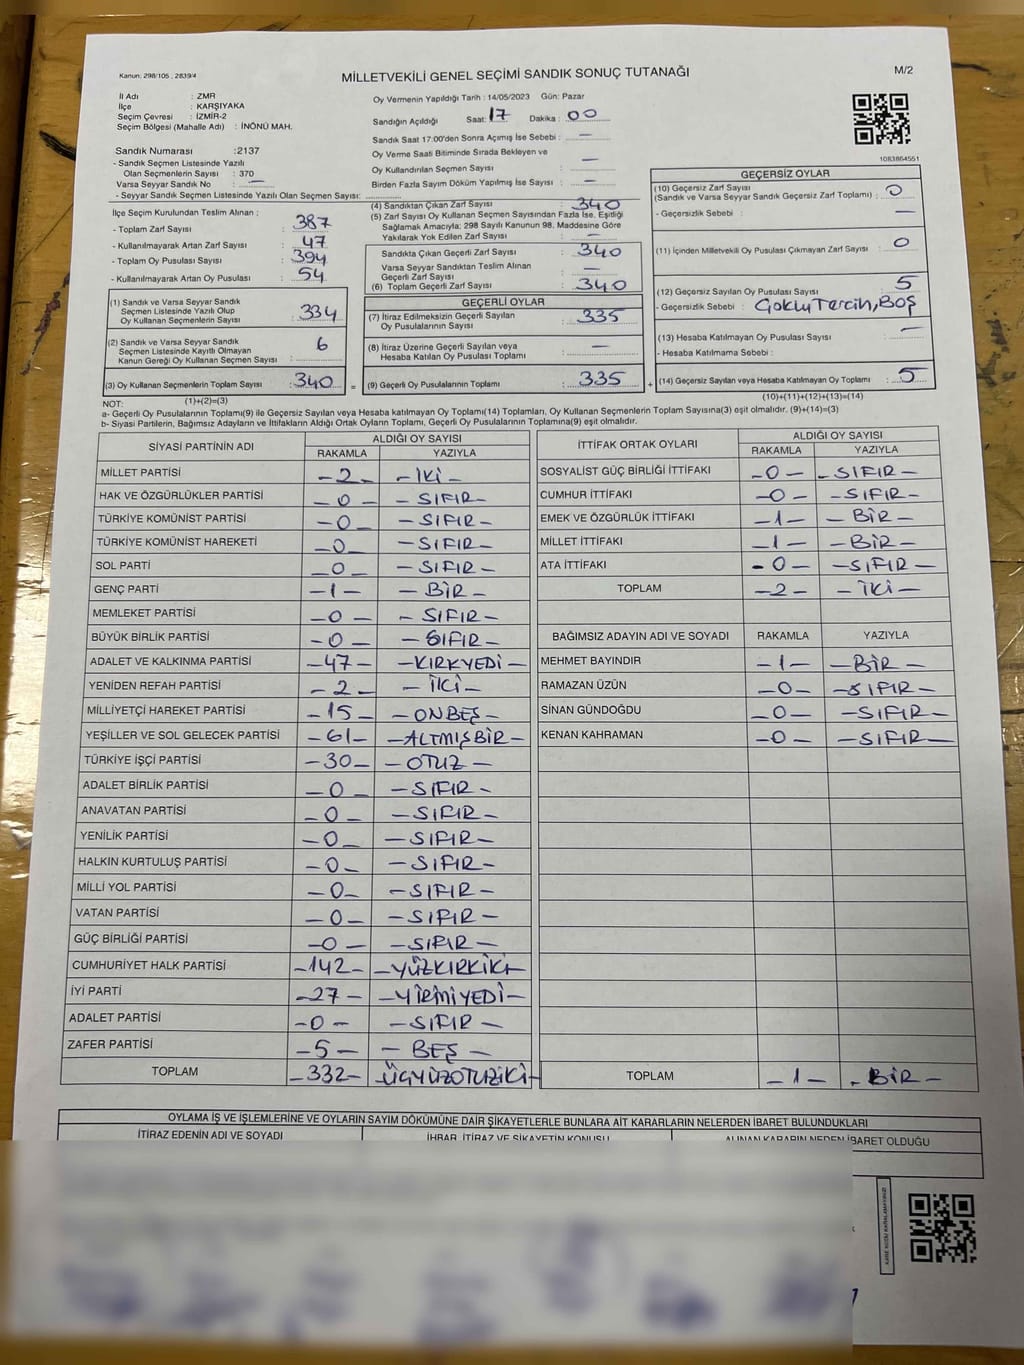 Kanun: 298/105 , 2839/4
MİLLETVEKİLİ GENEL SEÇİMİ SANDIK SONUÇ TUTANAĞI
M/2
İl Adı : ZMR
İlçe : KARŞIYAKA
Seçim Çevresi : İZMİR-2
Seçim Bölgesi (Mahalle Adı) : İNÖNÜ MAH.
Oy Vermenin Yapıldığı Tarih : 14/05/2023 Gün: Pazar
Sandığın Açıldığı Saat: 17 Dakika : 00
Sandık Saat 17:00'den Sonra Açımış İse Sebebi : —
Oy Verme Saati Bitiminde Sırada Bekleyen ve
Oy Kullandırılan Seçmen Sayısı : —
Birden Fazla Sayım Döküm Yapılmış İse Sayısı : —
1083864551
Sandık Numarası :2137
- Sandık Seçmen Listesinde Yazılı
Olan Seçmenlerin Sayısı : 370
Varsa Seyyar Sandık No : —
- Seyyar Sandık Seçmen Listesinde Yazılı Olan Seçmen Sayısı:
İlçe Seçim Kurulundan Teslim Alınan ;
- Toplam Zarf Sayısı : 387
- Kullanılmayarak Artan Zarf Sayısı : 47
- Toplam Oy Pusulası Sayısı : 394
- Kullanılmayarak Artan Oy Pusulası : 54
(1) Sandık ve Varsa Seyyar Sandık
Seçmen Listesinde Yazılı Olup
Oy Kullanan Seçmenlerin Sayısı : 334
(2) Sandık ve Varsa Seyyar Sandık
Seçmen Listesinde Kayıtlı Olmayan
Kanun Gereği Oy Kullanan Seçmen Sayısı : 6
(3) Oy Kullanan Seçmenlerin Toplam Sayısı : 340
(1)+(2)=(3)
(4) Sandıktan Çıkan Zarf Sayısı : 340
(5) Zarf Sayısı Oy Kullanan Seçmen Sayısından Fazla İse, Eşitliği
Sağlamak Amacıyla; 298 Sayılı Kanunun 98. Maddesine Göre
Yakılarak Yok Edilen Zarf Sayısı : —
Sandıkta Çıkan Geçerli Zarf Sayısı : 340
Varsa Seyyar Sandıktan Teslim Alınan
Geçerli Zarf Sayısı : —
(6) Toplam Geçerli Zarf Sayısı : 340
GEÇERLİ OYLAR
(7) İtiraz Edilmeksizin Geçerli Sayılan
Oy Pusulalarının Sayısı : 335
(8) İtiraz Üzerine Geçerli Sayılan veya
Hesaba Katılan Oy Pusulası Toplamı : —
= (9) Geçerli Oy Pusulalarının Toplamı : 335 +
GEÇERSİZ OYLAR
(10) Geçersiz Zarf Sayısı : 0
(Sandık ve Varsa Seyyar Sandık Geçersiz Zarf Toplamı)
- Geçersizlik Sebebi : —
(11) İçinden Milletvekili Oy Pusulası Çıkmayan Zarf Sayısı : 0
(12) Geçersiz Sayılan Oy Pusulası Sayısı : 5
- Geçersizlik Sebebi : Çoklu Tercih, Boş
(13) Hesaba Katılmayan Oy Pusulası Sayısı : —
- Hesaba Katılmama Sebebi :
(14) Geçersiz Sayılan veya Hesaba Katılmayan Oy Toplamı : 5
(10)+(11)+(12)+(13)=(14)
NOT:
a- Geçerli Oy Pusulalarının Toplamı(9) ile Geçersiz Sayılan veya Hesaba katılmayan Oy Toplamı(14) Toplamları, Oy Kullanan Seçmenlerin Toplam Sayısına(3) eşit olmalıdır. (9)+(14)=(3)
b- Siyasi Partilerin, Bağımsız Adayların ve İttifakların Aldığı Ortak Oyların Toplamı, Geçerli Oy Pusulalarının Toplamına(9) eşit olmalıdır.
SİYASİ PARTİNİN ADI ALDIĞI OY SAYISI
RAKAMLA YAZIYLA
MİLLET PARTİSİ -2- -İKİ-
HAK VE ÖZGÜRLÜKLER PARTİSİ -0- -SIFIR-
TÜRKİYE KOMÜNİST PARTİSİ -0- -SIFIR-
TÜRKİYE KOMÜNİST HAREKETİ -0- -SIFIR-
SOL PARTİ -0- -SIFIR-
GENÇ PARTİ -1- -BİR-
MEMLEKET PARTİSİ -0- -SIFIR-
BÜYÜK BİRLİK PARTİSİ -0- -SIFIR-
ADALET VE KALKINMA PARTİSİ -47- -KIRKYEDİ-
YENİDEN REFAH PARTİSİ -2- -İKİ-
MİLLİYETÇİ HAREKET PARTİSİ -15- -ONBEŞ-
YEŞİLLER VE SOL GELECEK PARTİSİ -61- -ALTMIŞBİR-
TÜRKİYE İŞÇİ PARTİSİ -30- -OTUZ-
ADALET BİRLİK PARTİSİ -0- -SIFIR-
ANAVATAN PARTİSİ -0- -SIFIR-
YENİLİK PARTİSİ -0- -SIFIR-
HALKIN KURTULUŞ PARTİSİ -0- -SIFIR-
MİLLİ YOL PARTİSİ -0- -SIFIR-
VATAN PARTİSİ -0- -SIFIR-
GÜÇ BİRLİĞİ PARTİSİ -0- -SIFIR-
CUMHURİYET HALK PARTİSİ -142- -YÜZKIRKİKİ-
İYİ PARTİ -27- -YİRMİYEDİ-
ADALET PARTİSİ -0- -SIFIR-
ZAFER PARTİSİ -5- -BEŞ-
TOPLAM -332- -ÜÇYÜZOTUZİKİ-
İTTİFAK ORTAK OYLARI ALDIĞI OY SAYISI
RAKAMLA YAZIYLA
SOSYALİST GÜÇ BİRLİĞİ İTTİFAKI -0- -SIFIR-
CUMHUR İTTİFAKI -0- -SIFIR-
EMEK VE ÖZGÜRLÜK İTTİFAKI -1- -BİR-
MİLLET İTTİFAKI -1- -BİR-
ATA İTTİFAKI -0- -SIFIR-
TOPLAM -2- -İKİ-
BAĞIMSIZ ADAYIN ADI VE SOYADI RAKAMLA YAZIYLA
MEHMET BAYINDIR -1- -BİR-
RAMAZAN ÜZÜN -0- -SIFIR-
SİNAN GÜNDOĞDU -0- -SIFIR-
KENAN KAHRAMAN -0- -SIFIR-
TOPLAM -1- -BİR-
OYLAMA İŞ VE İŞLEMLERİNE VE OYLARIN SAYIM DÖKÜMÜNE DAİR ŞİKAYETLERLE BUNLARA AİT KARARLARIN NELERDEN İBARET BULUNDUKLARI
İTİRAZ EDENİN ADI VE SOYADI İHBAR, İTİRAZ VE ŞİKAYETİN KONUSU ALINAN KARARIN NEDEN İBARET OLDUĞU